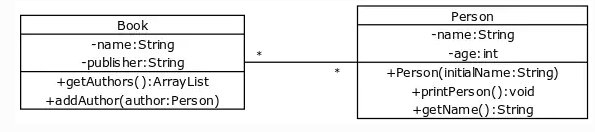 Book
-name:String
-publisher:String
+getAuthors():ArrayList
+addAuthor(author:Person)
*
*
Person
-name:String
-age:int
+Person(initialName:String)
+printPerson():void
+getName():String